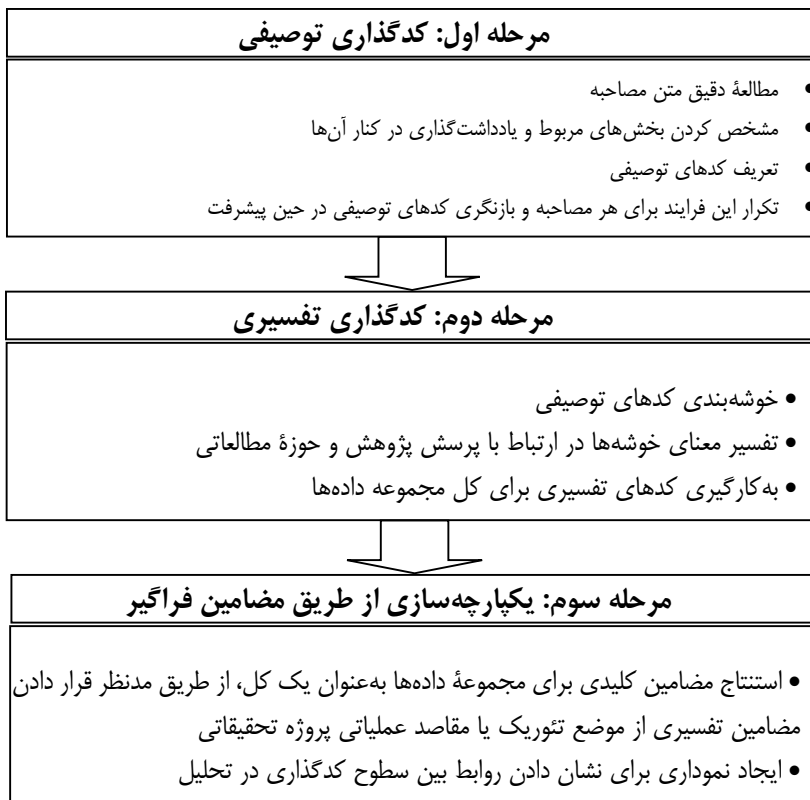 مرحله اول: کدگذاری توصیفی
• مطالعهٔ دقیق متن مصاحبه
• مشخص کردن بخش‌های مربوط و یادداشت‌گذاری در کنار آن‌ها
• تعریف کدهای توصیفی
• تکرار این فرایند برای هر مصاحبه و بازنگری کدهای توصیفی در حین پیشرفت
مرحله دوم: کدگذاری تفسیری
• خوشه‌بندی کدهای توصیفی
• تفسیر معنای خوشه‌ها در ارتباط با پرسش پژوهش و حوزهٔ مطالعاتی
• به‌کارگیری کدهای تفسیری برای کل مجموعه داده‌ها
مرحله سوم: یکپارچه‌سازی از طریق مضامین فراگیر
• استنتاج مضامین کلیدی برای مجموعهٔ داده‌ها به‌عنوان یک کل، از طریق مدنظر قرار دادن
مضامین تفسیری از موضع تئوریک یا مقاصد عملیاتی پروژه تحقیقاتی
• ایجاد نموداری برای نشان دادن روابط بین سطوح کدگذاری در تحلیل